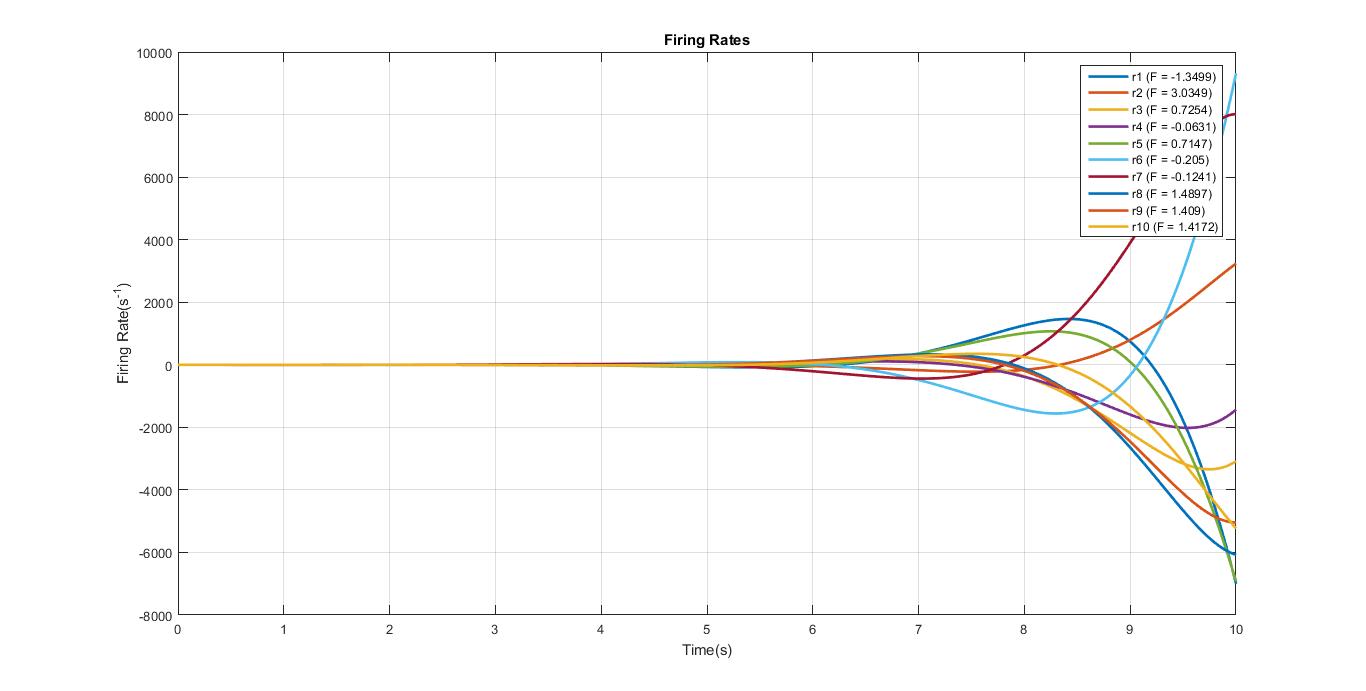 Firing Rates
10000
8000
6000
4000
2000
0
-2000
-4000
-6000
-8000
Firing Rate(s⁻¹)
r1 (F = -1.3499)
r2 (F = 3.0349)
r3 (F = 0.7254)
r4 (F = -0.0631)
r5 (F = 0.7147)
r6 (F = -0.205)
r7 (F = -0.1241)
r8 (F = 1.4897)
r9 (F = 1.409)
r10 (F = 1.4172)
0 1 2 3 4 5 6 7 8 9 10
Time(s)